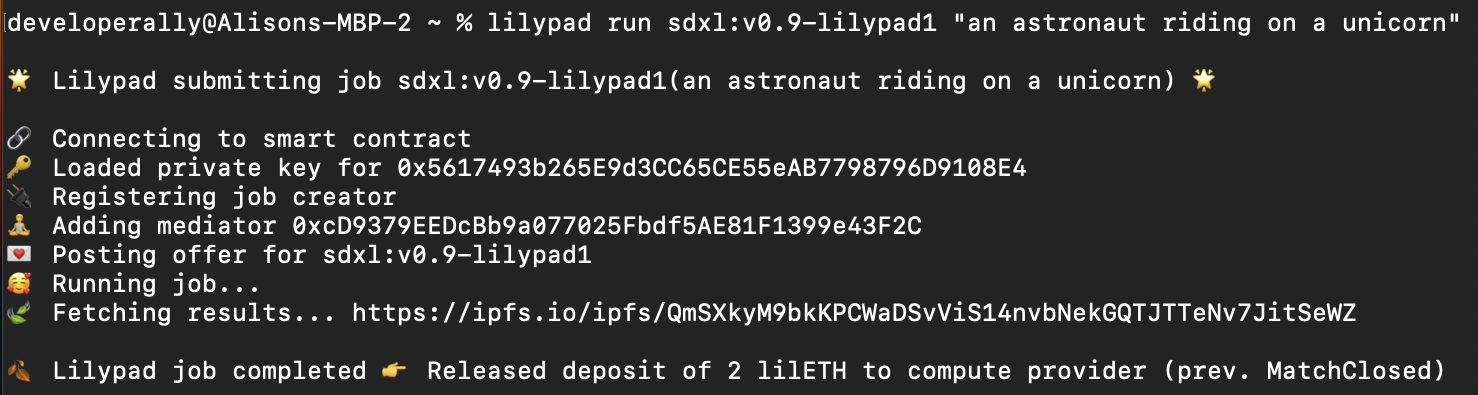 developerally@Alisons-MBP-2 ~ % lilypad run sdxl:v0.9-lilypad1 "an astronaut riding on a unicorn"
🌟 Lilypad submitting job sdxl:v0.9-lilypad1(an astronaut riding on a unicorn) 🌟
🔗 Connecting to smart contract
🔑 Loaded private key for 0x5617493b265E9d3CC65CE55eAB7798796D9108E4
🔌 Registering job creator
🧘 Adding mediator 0xcD9379EEDcBb9a077025Fbdf5AE81F1399e43F2C
💌 Posting offer for sdxl:v0.9-lilypad1
🥰 Running job...
🌿 Fetching results... https://ipfs.io/ipfs/QmSXkyM9bkKPCWaDSvViS14nvbNekGQTJTTeNv7JitSeWZ
🍂 Lilypad job completed 👉 Released deposit of 2 lilETH to compute provider (prev. MatchClosed)